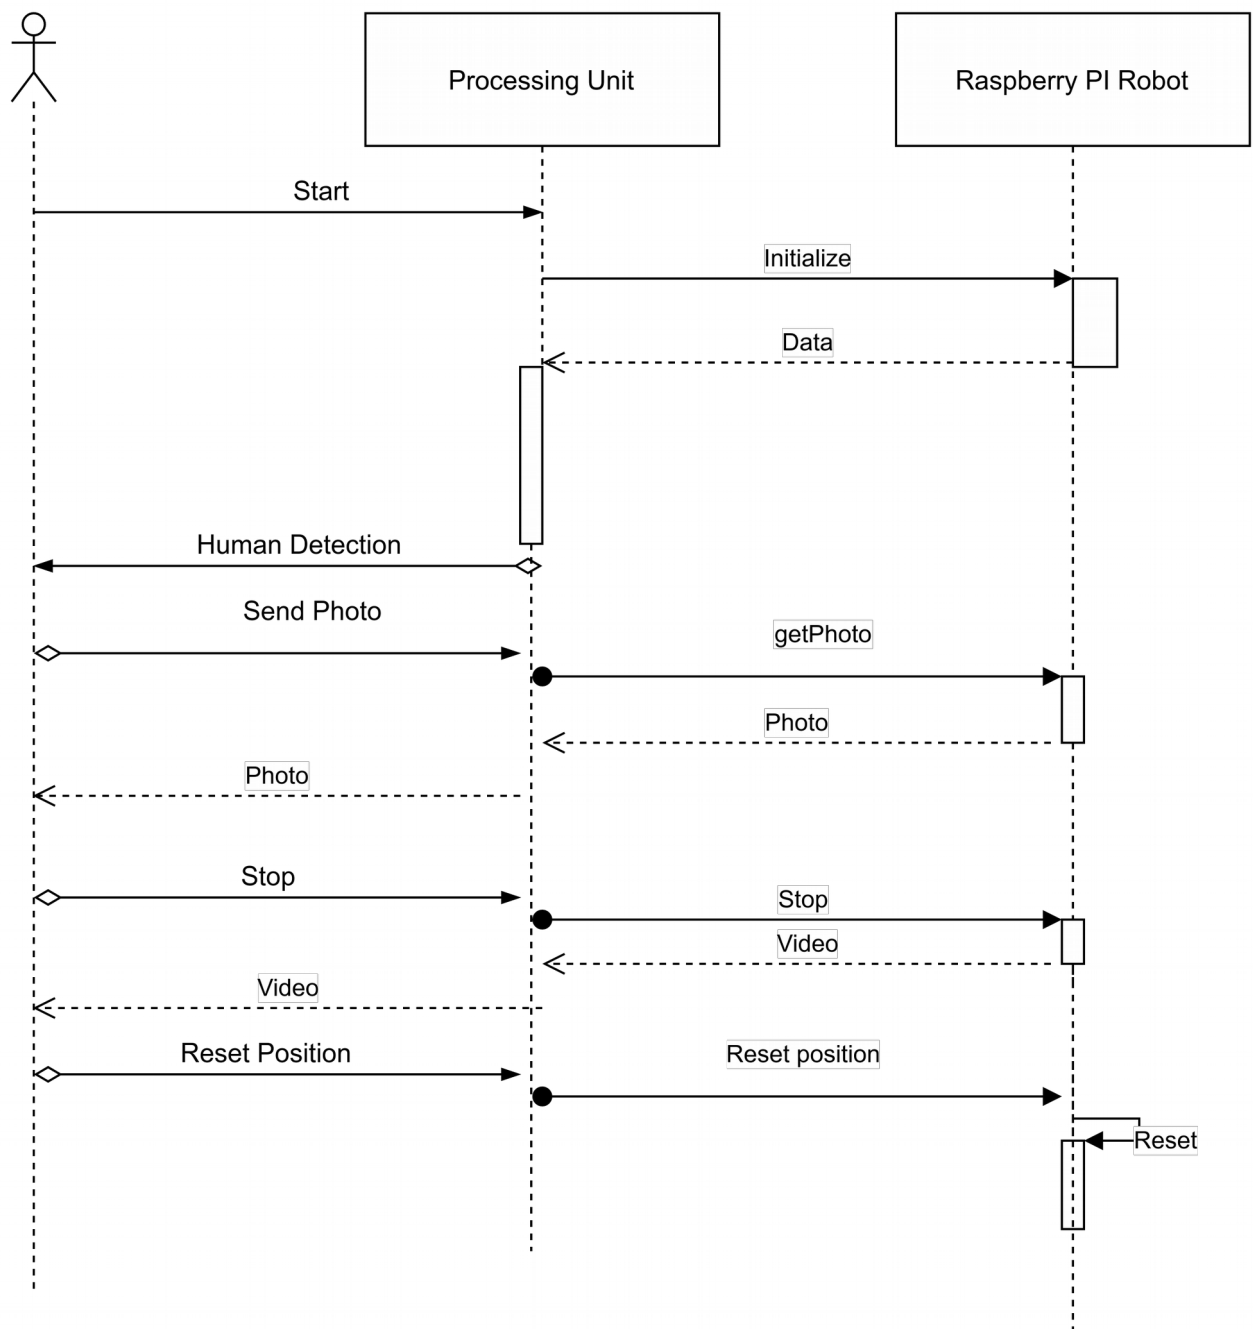 Processing Unit
Raspberry PI Robot
Start
Initialize
Data
Human Detection
Send Photo
getPhoto
Photo
Photo
Stop
Stop
Video
Video
Reset Position
Reset position
Reset